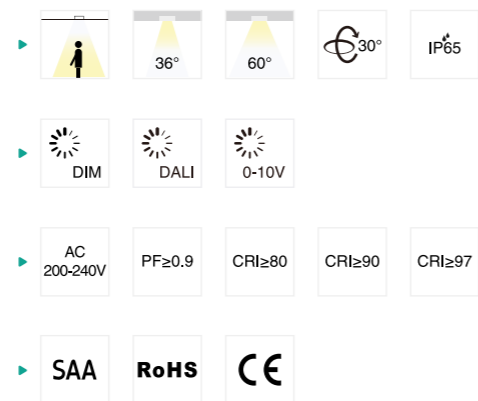 36°
60°
30°
IP65
DIM
DALI
0-10V
AC
200-240V
PF≥0.9
CRI≥80
CRI≥90
CRI≥97
SAA
RoHS
CE